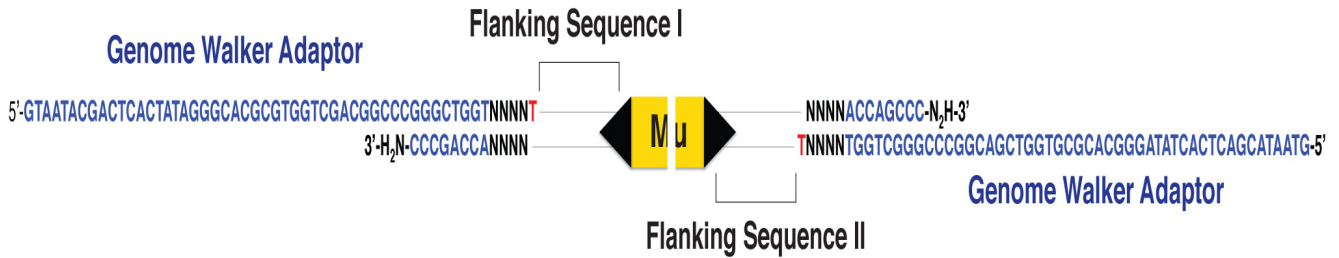 Flanking Sequence I
Genome Walker Adaptor
5'-GTAATACGACTCACTATAGGGCACGCGTGGTCGACGGCCCGGGCTGGTNNNNT
NNNNACCAGCCC-N2H-3'
Mu
3'-H2N-CCCGACCANNNN
TNNNNTGGTCGGGCCCGGCAGCTGGTGCGCACGGGATATCACTCAGCATAATG-5'
Genome Walker Adaptor
Flanking Sequence II